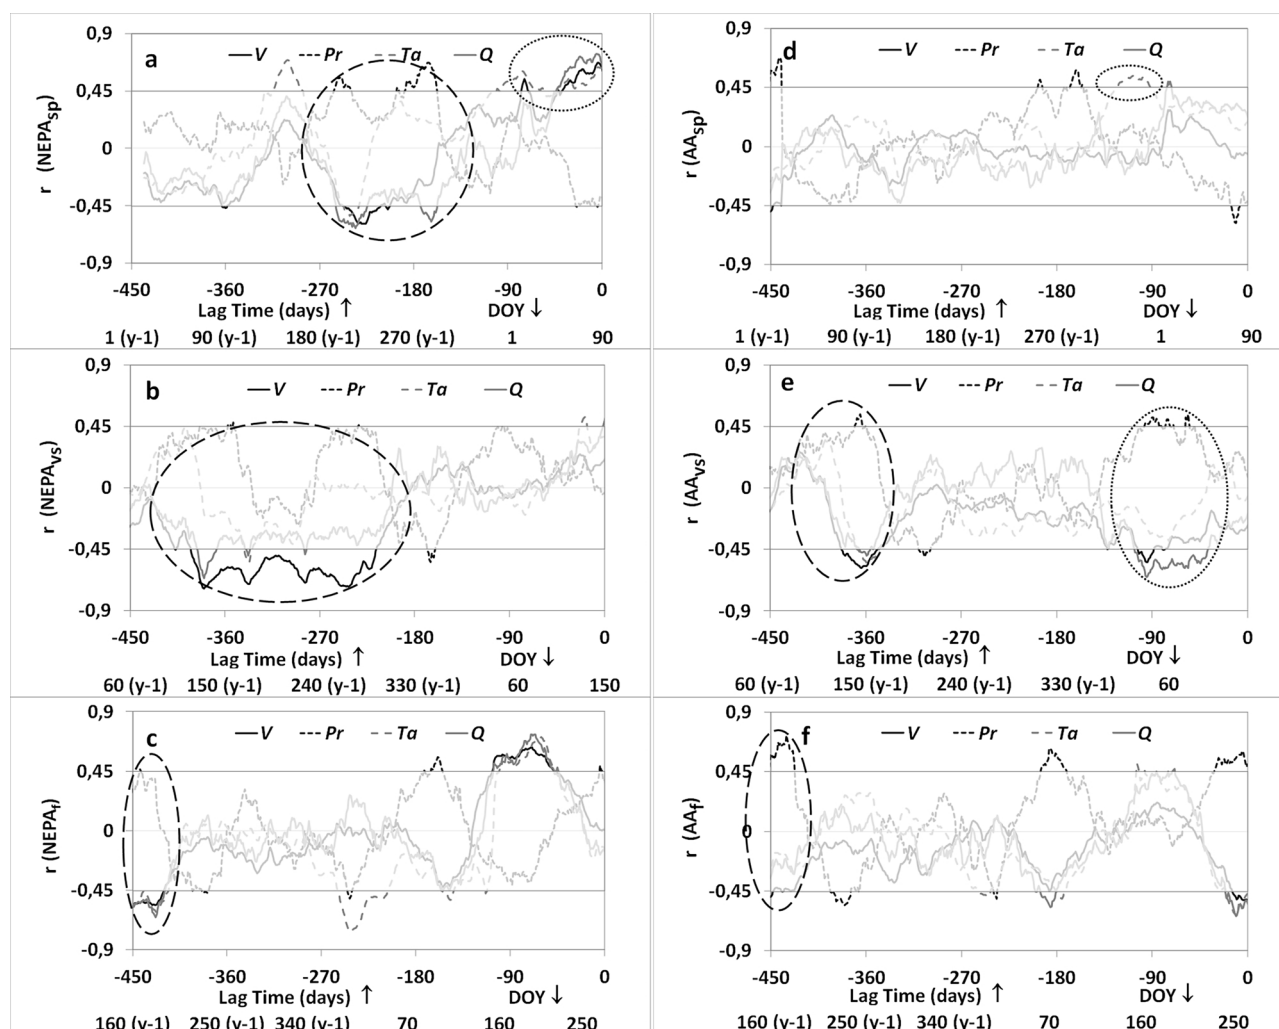 a
V Pr Ta Q
0,9
0,45
0
-0,45
-0,9
r (NEPAsp)
-450 -360 -270 -180 -90 0
Lag Time (days) ↑ DOY ↓
1 (y-1) 90 (y-1) 180 (y-1) 270 (y-1) 1 90
d
V Pr Ta Q
0,9
0,45
0
-0,45
-0,9
r (AAsp)
-450 -360 -270 -180 -90 0
Lag Time (days) ↑ DOY ↓
1 (y-1) 90 (y-1) 180 (y-1) 270 (y-1) 1 90
b
V Pr Ta Q
0,9
0,45
0
-0,45
-0,9
r (NEPAvs)
-450 -360 -270 -180 -90 0
Lag Time (days) ↑ DOY ↓
60 (y-1) 150 (y-1) 240 (y-1) 330 (y-1) 60 150
e
V Pr Ta Q
0,9
0,45
0
-0,45
-0,9
r (AAvs)
-450 -360 -270 -180 -90 0
Lag Time (days) ↑ DOY ↓
60 (y-1) 150 (y-1) 240 (y-1) 330 (y-1) 60
c
V Pr Ta Q
0,9
0,45
0
-0,45
-0,9
r (NEPAf)
-450 -360 -270 -180 -90 0
Lag Time (days) ↑ DOY ↓
160 (y-1) 250 (y-1) 340 (y-1) 70 160 250
f
V Pr Ta Q
0,9
0,45
0
-0,45
-0,9
r (AAf)
-450 -360 -270 -180 -90 0
Lag Time (days) ↑ DOY ↓
160 (y-1) 250 (y-1) 340 (y-1) 70 160 250